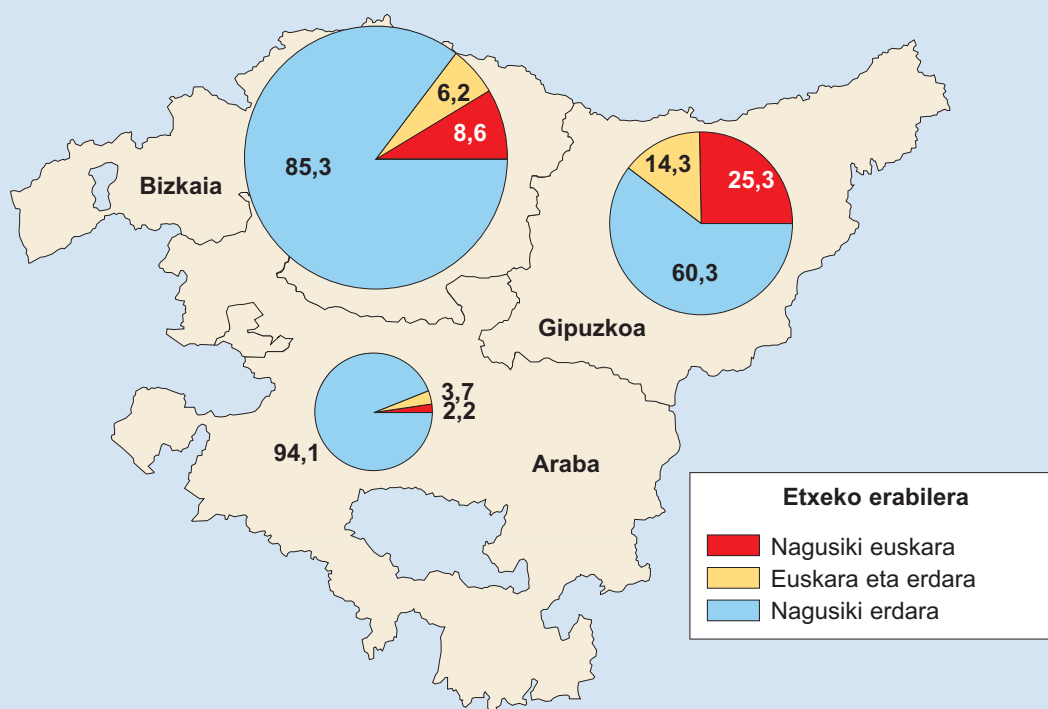 6,2
8,6
85,3
Bizkaia
14,3
25,3
60,3
Gipuzkoa
3,7
2,2
94,1
Araba
Etxeko erabilera
Nagusiki euskara
Euskara eta erdara
Nagusiki erdara